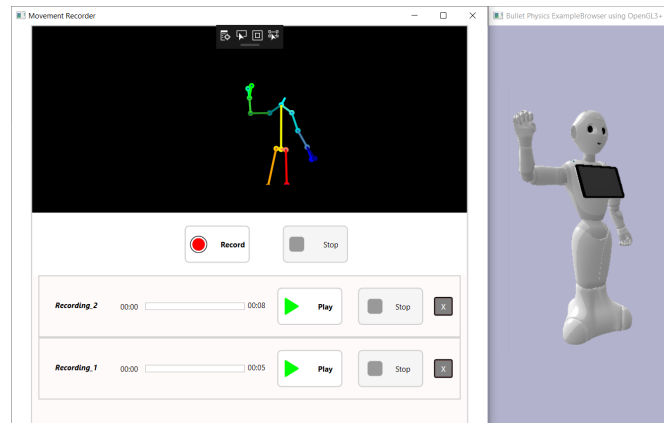 Movement Recorder
Bullet Physics ExampleBrowser using OpenGL3+
Record
Stop
Recording_2 00:00 00:08 Play Stop X
Recording_1 00:00 00:05 Play Stop X